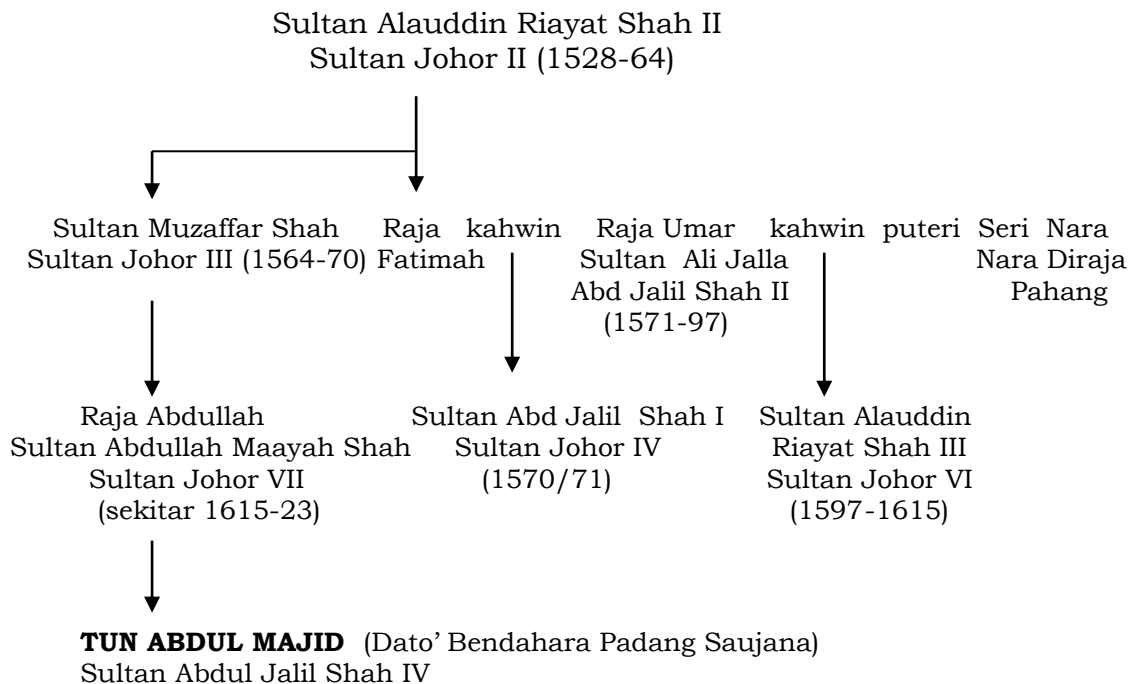 Sultan Alauddin Riayat Shah II
Sultan Johor II (1528-64)
Sultan Muzaffar Shah Raja kahwin Raja Umar kahwin puteri Seri Nara
Sultan Johor III (1564-70) Fatimah Sultan Ali Jalla Nara Diraja
Abd Jalil Shah II Pahang
(1571-97)
Raja Abdullah Sultan Abd Jalil Shah I Sultan Alauddin
Sultan Abdullah Maayah Shah Sultan Johor IV Riayat Shah III
Sultan Johor VII (1570/71) Sultan Johor VI
(sekitar 1615-23) (1597-1615)
TUN ABDUL MAJID (Dato’ Bendahara Padang Saujana)
Sultan Abdul Jalil Shah IV